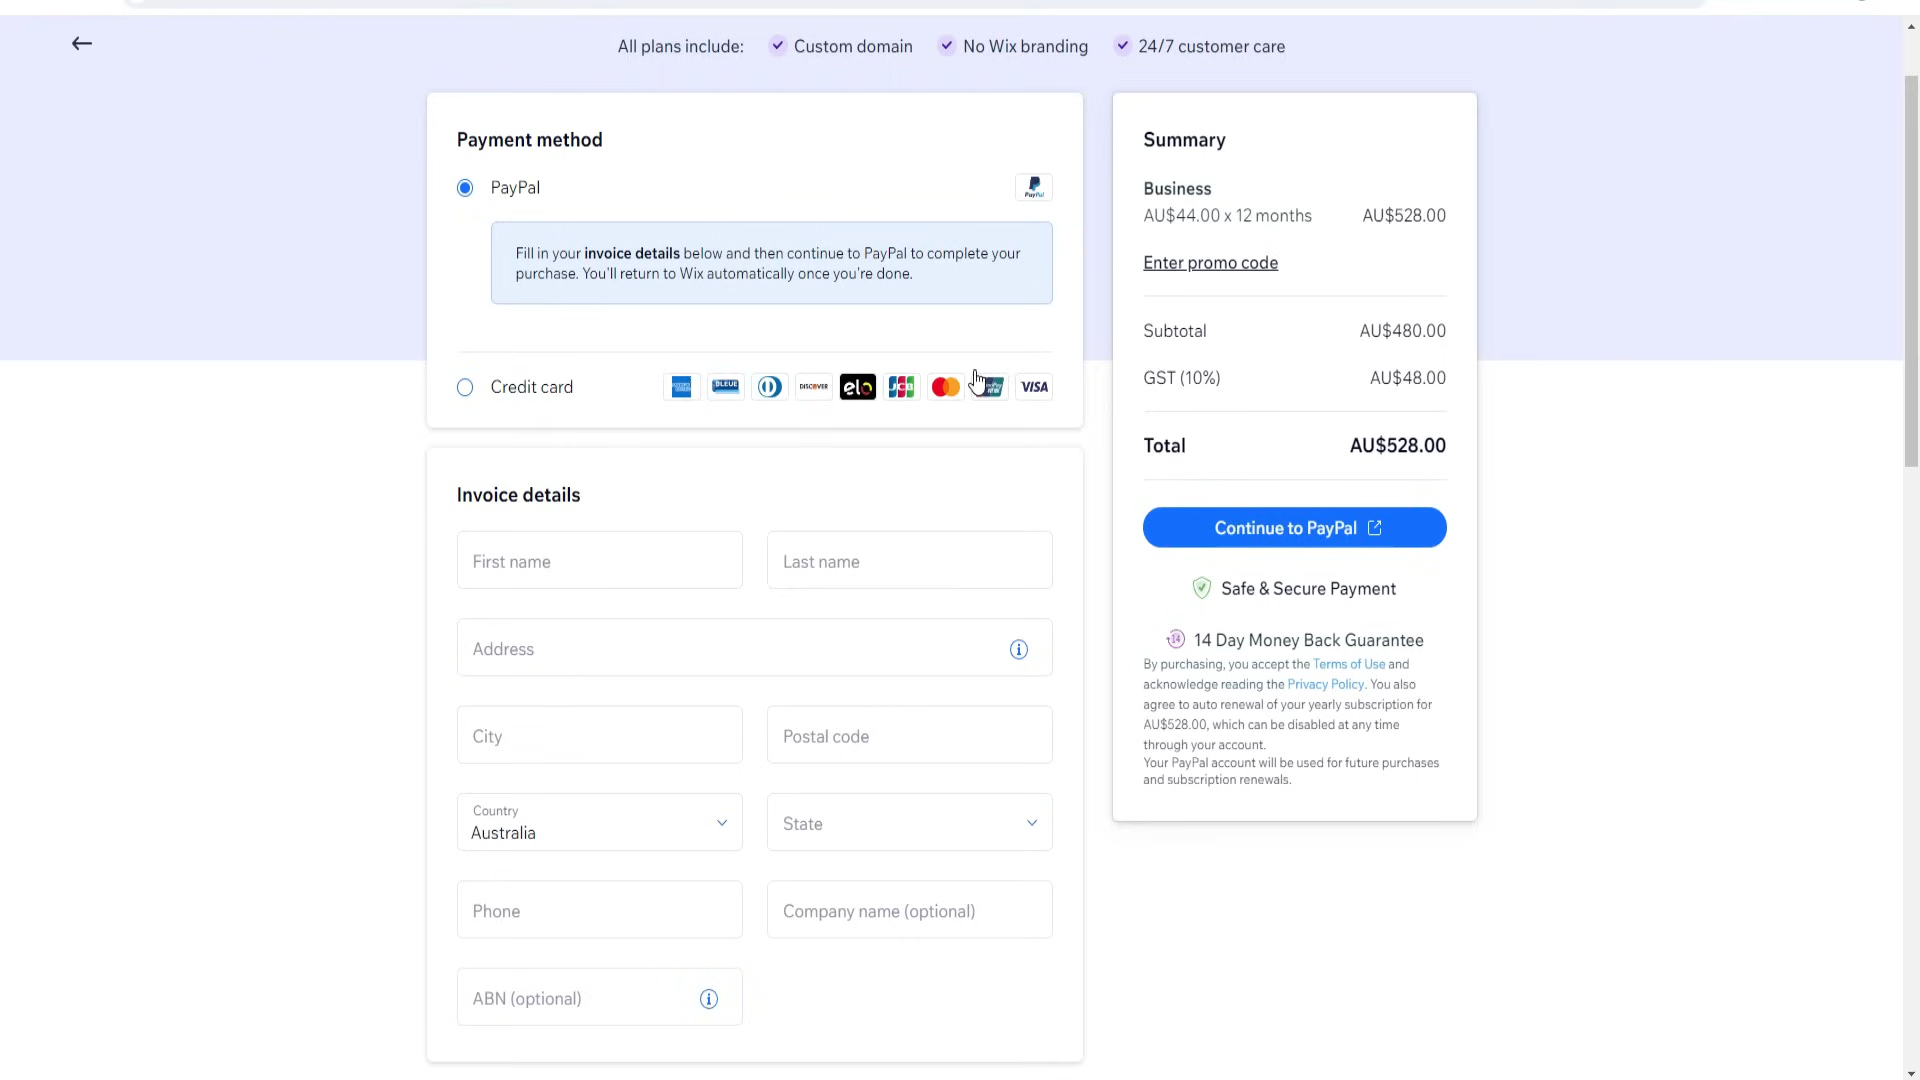 All plans include: Custom domain No Wix branding 24/7 customer care
Payment method
PayPal PayPal
Fill in your invoice details below and then continue to PayPal to complete your
purchase. You'll return to Wix automatically once you're done.
Credit card BLEUE DISCOVER elo JCB VISA
Invoice details
First name Last name
Address
City Postal code
Country
Australia
State
Phone Company name (optional)
ABN (optional)
Summary
Business
AU$44.00 x 12 months AU$528.00
Enter promo code
Subtotal AU$480.00
GST (10%) AU$48.00
Total AU$528.00
Continue to PayPal
Safe & Secure Payment
14 14 Day Money Back Guarantee
By purchasing, you accept the Terms of Use and
acknowledge reading the Privacy Policy. You also
agree to auto renewal of your yearly subscription for
AU$528.00, which can be disabled at any time
through your account.
Your PayPal account will be used for future purchases
and subscription renewals.